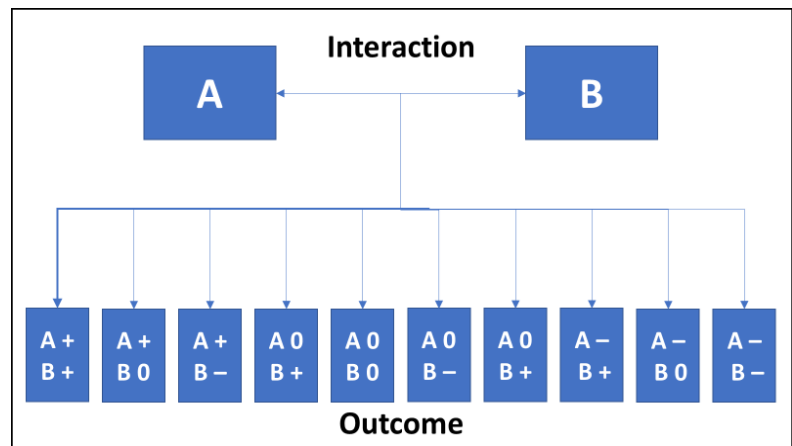 Interaction
A
B
A +
B +
A +
B 0
A +
B –
A 0
B +
A 0
B 0
A 0
B –
A 0
B +
A –
B +
A –
B 0
A –
B –
Outcome